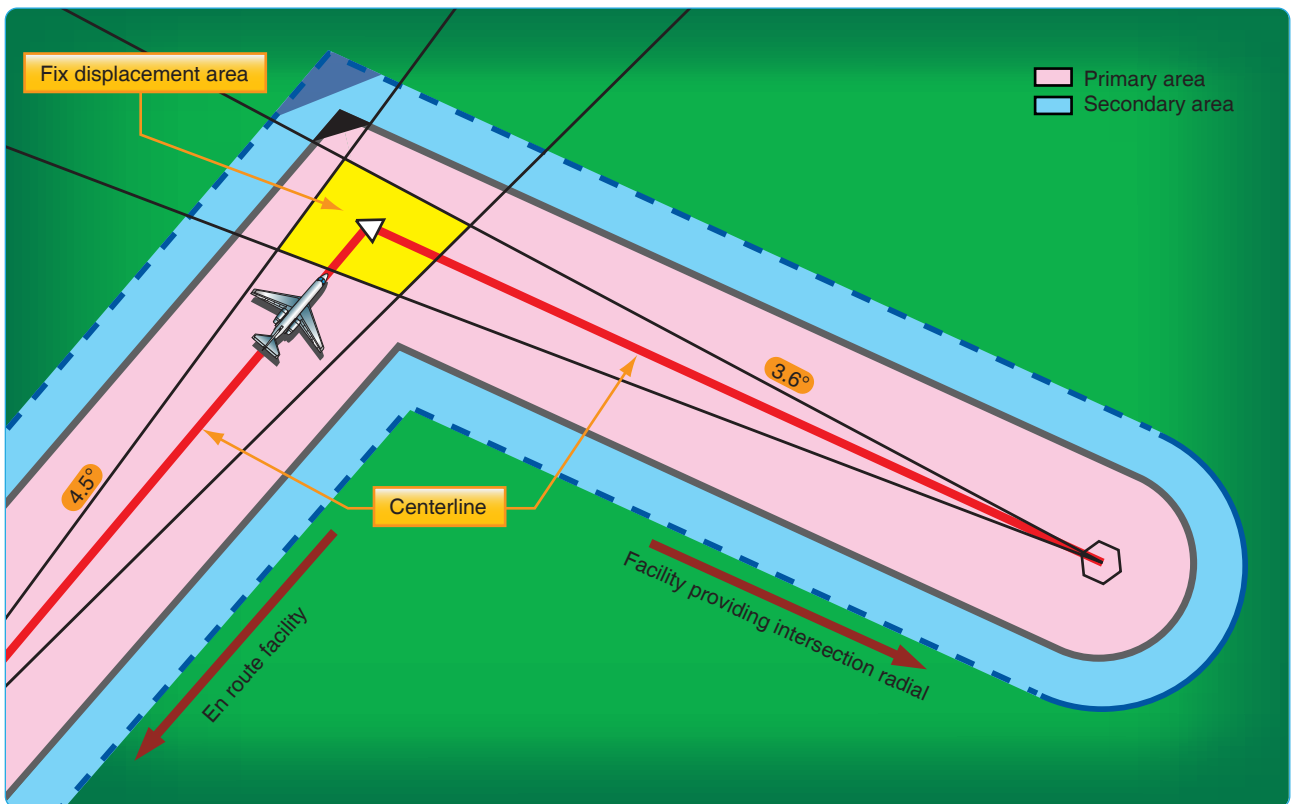 Fix displacement area
Primary area
Secondary area
3.6°
4.5°
Centerline
Facility providing intersection radial
En route facility